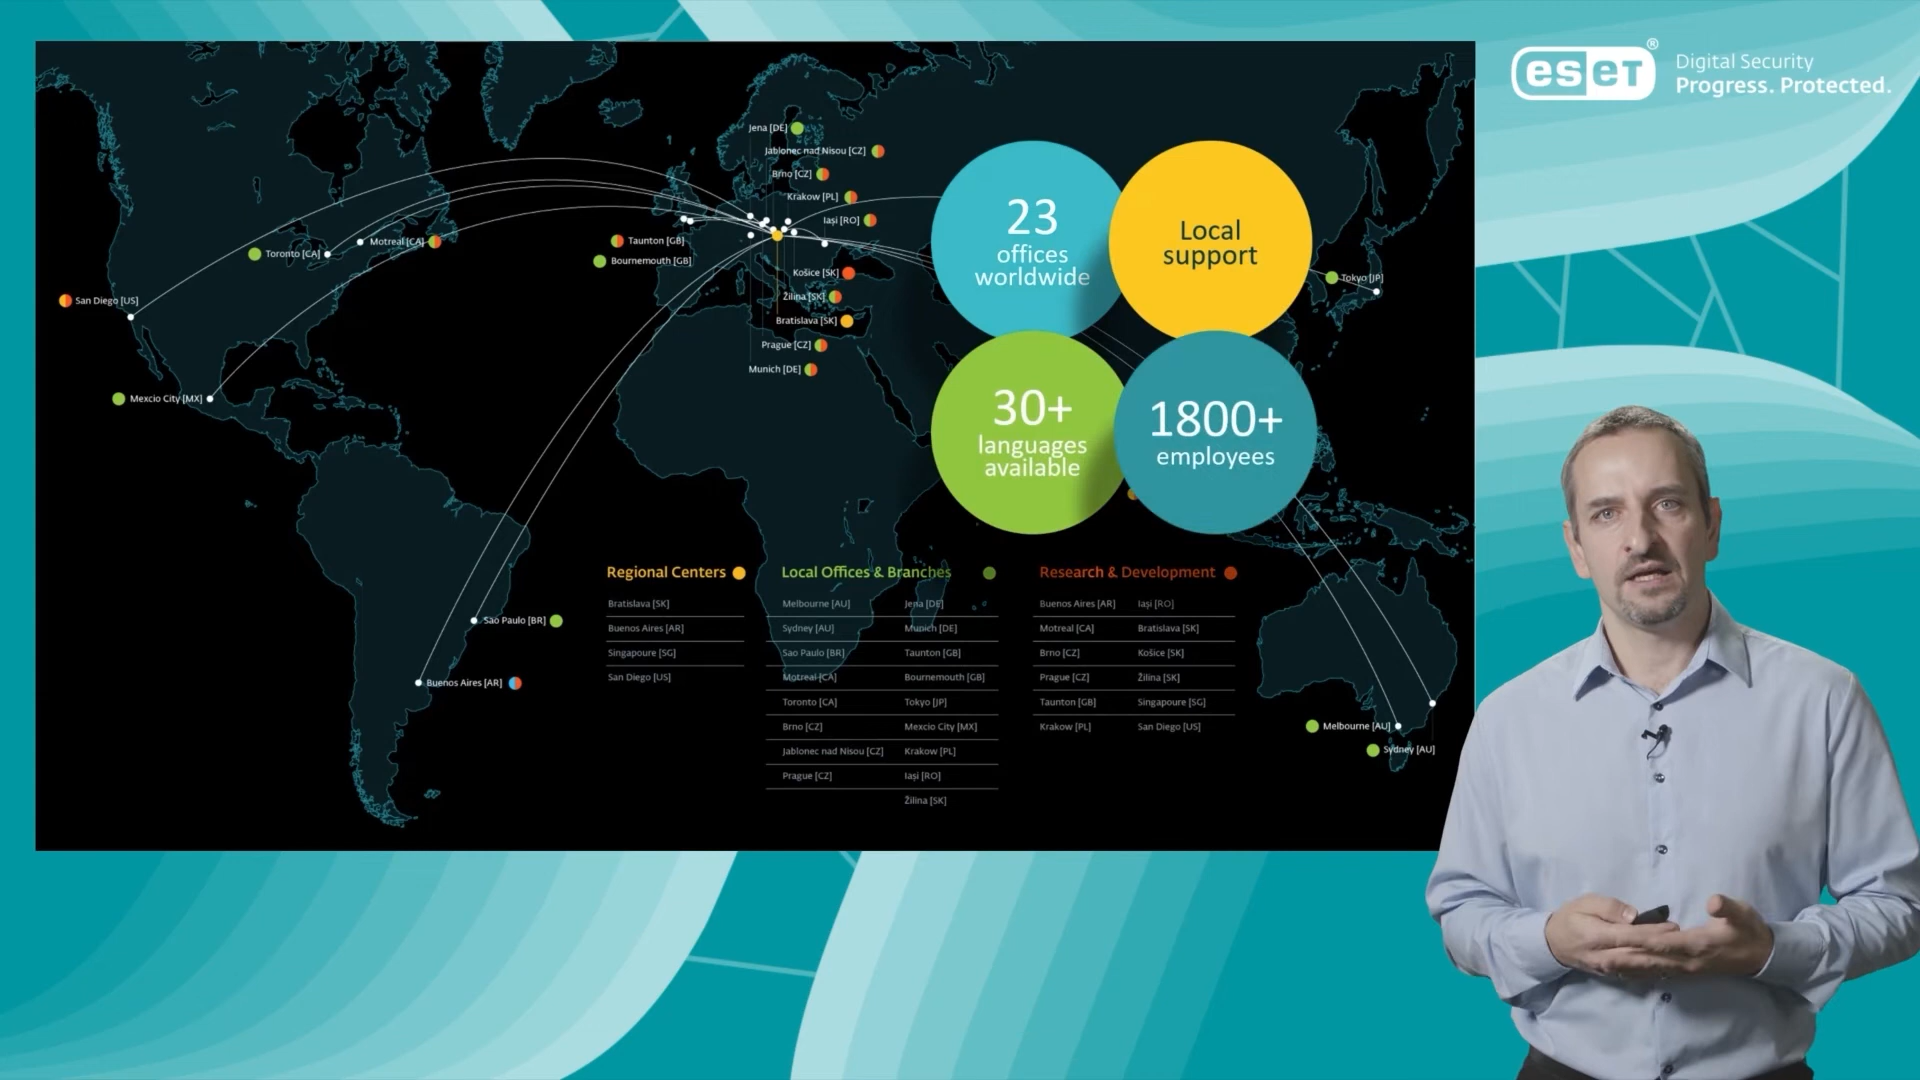 eseT®
Digital Security
Progress. Protected.
Jena [DE]
Jablonec nad Nisou [CZ]
Brno [CZ]
Krakow [PL]
Iași [RO]
Taunton [GB]
Bournemouth [GB]
Motreal [CA]
Toronto [CA]
San Diego [US]
Mexcio City [MX]
Košice [SK]
Žilina [SK]
Bratislava [SK]
Prague [CZ]
Munich [DE]
Tokyo [JP]
23
offices
worldwide
Local
support
30+
languages
available
1800+
employees
Sao Paulo [BR]
Buenos Aires [AR]
Melbourne [AU]
Sydney [AU]
Regional Centers
Bratislava [SK]
Buenos Aires [AR]
Singapoure [SG]
San Diego [US]
Local Offices & Branches
Melbourne [AU]
Sydney [AU]
Sao Paulo [BR]
Motreal [CA]
Toronto [CA]
Brno [CZ]
Jablonec nad Nisou [CZ]
Prague [CZ]
Jena [DE]
Munich [DE]
Taunton [GB]
Bournemouth [GB]
Tokyo [JP]
Mexcio City [MX]
Krakow [PL]
Iași [RO]
Žilina [SK]
Research & Development
Buenos Aires [AR]
Motreal [CA]
Brno [CZ]
Prague [CZ]
Taunton [GB]
Krakow [PL]
Iași [RO]
Bratislava [SK]
Košice [SK]
Žilina [SK]
Singapoure [SG]
San Diego [US]